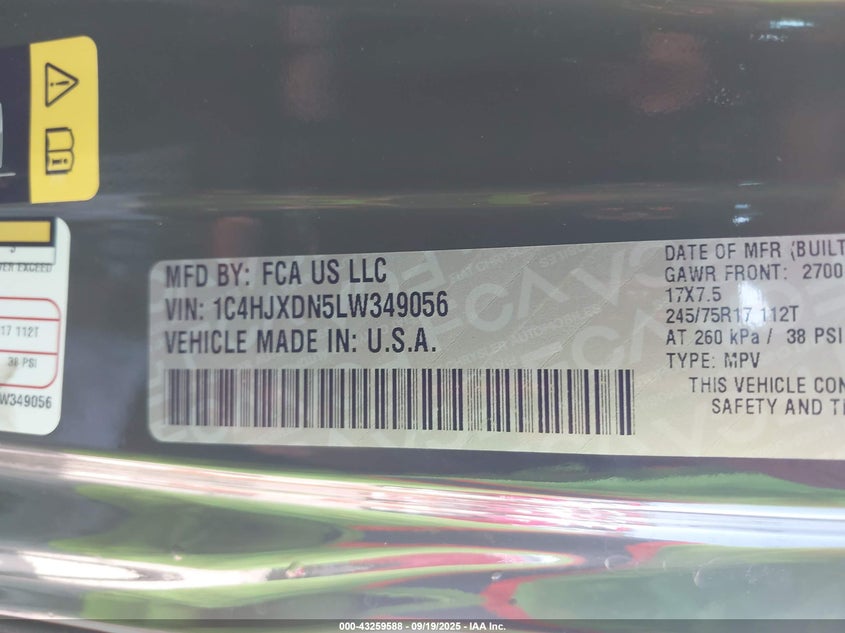 VER EXCEED
17 112T
38 PSI
W349056
MFD BY: FCA US LLC
VIN: 1C4HJXDN5LW349056
VEHICLE MADE IN: U.S.A.
DATE OF MFR (BUILT
GAWR FRONT: 2700
17X7.5
245/75R17 112T
AT 260 kPa / 38 PSI
TYPE: MPV
THIS VEHICLE CON
SAFETY AND T
000-43259588 - 09/19/2025 - IAA Inc.